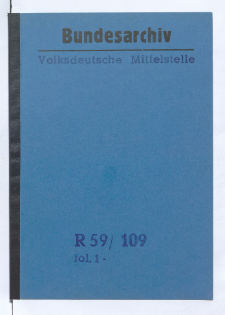 Bundesarchiv
Volksdeutsche Mittelstelle
R 59/ 109
fol. 1 -